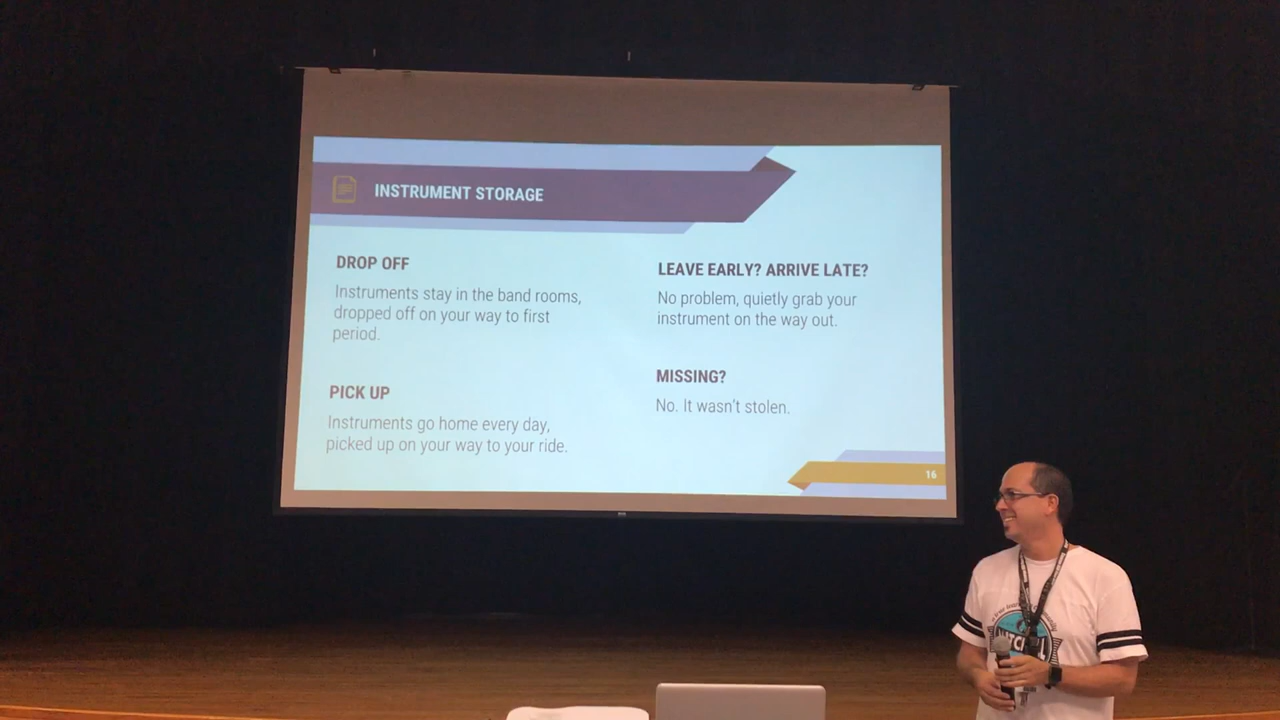 INSTRUMENT STORAGE
DROP OFF
Instruments stay in the band rooms,
dropped off on your way to first
period.
PICK UP
Instruments go home every day,
picked up on your way to your ride.
LEAVE EARLY? ARRIVE LATE?
No problem, quietly grab your
instrument on the way out.
MISSING?
No. It wasn't stolen.
16